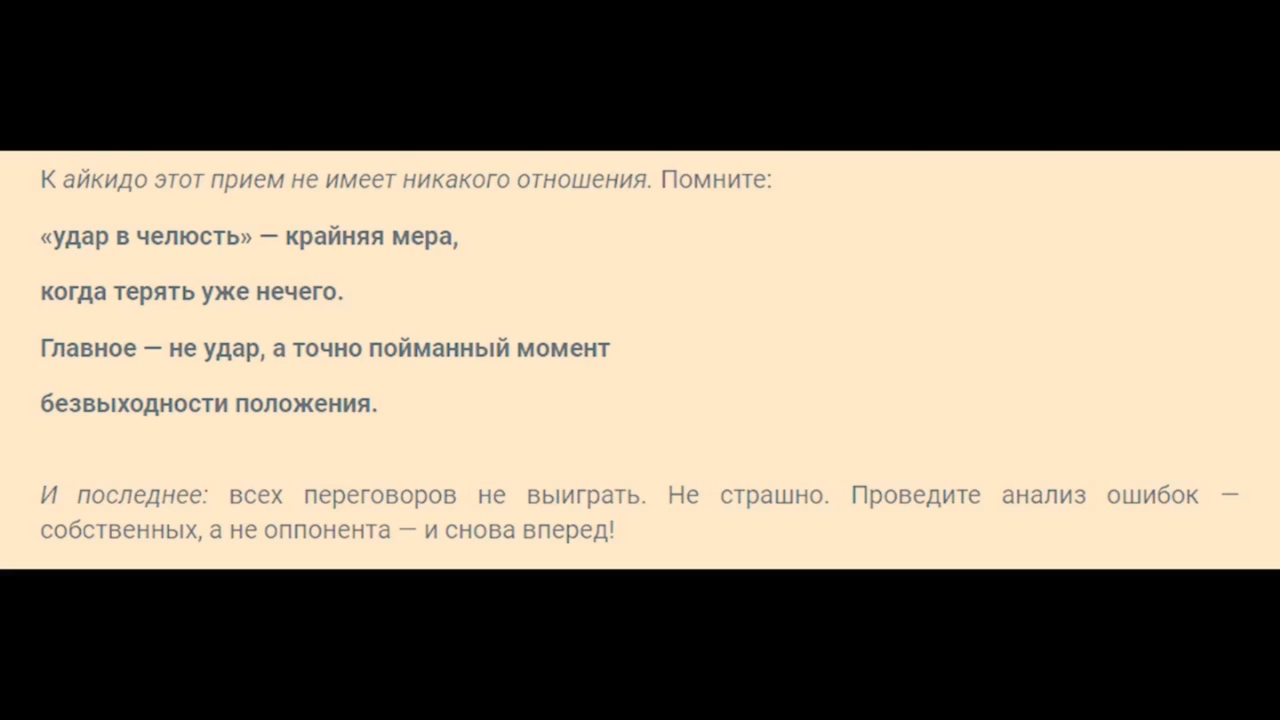 К айкидо этот прием не имеет никакого отношения. Помните:
«удар в челюсть» — крайняя мера,
когда терять уже нечего.
Главное — не удар, а точно пойманный момент
безвыходности положения.
И последнее: всех переговоров не выиграть. Не страшно. Проведите анализ ошибок —
собственных, а не оппонента — и снова вперед!